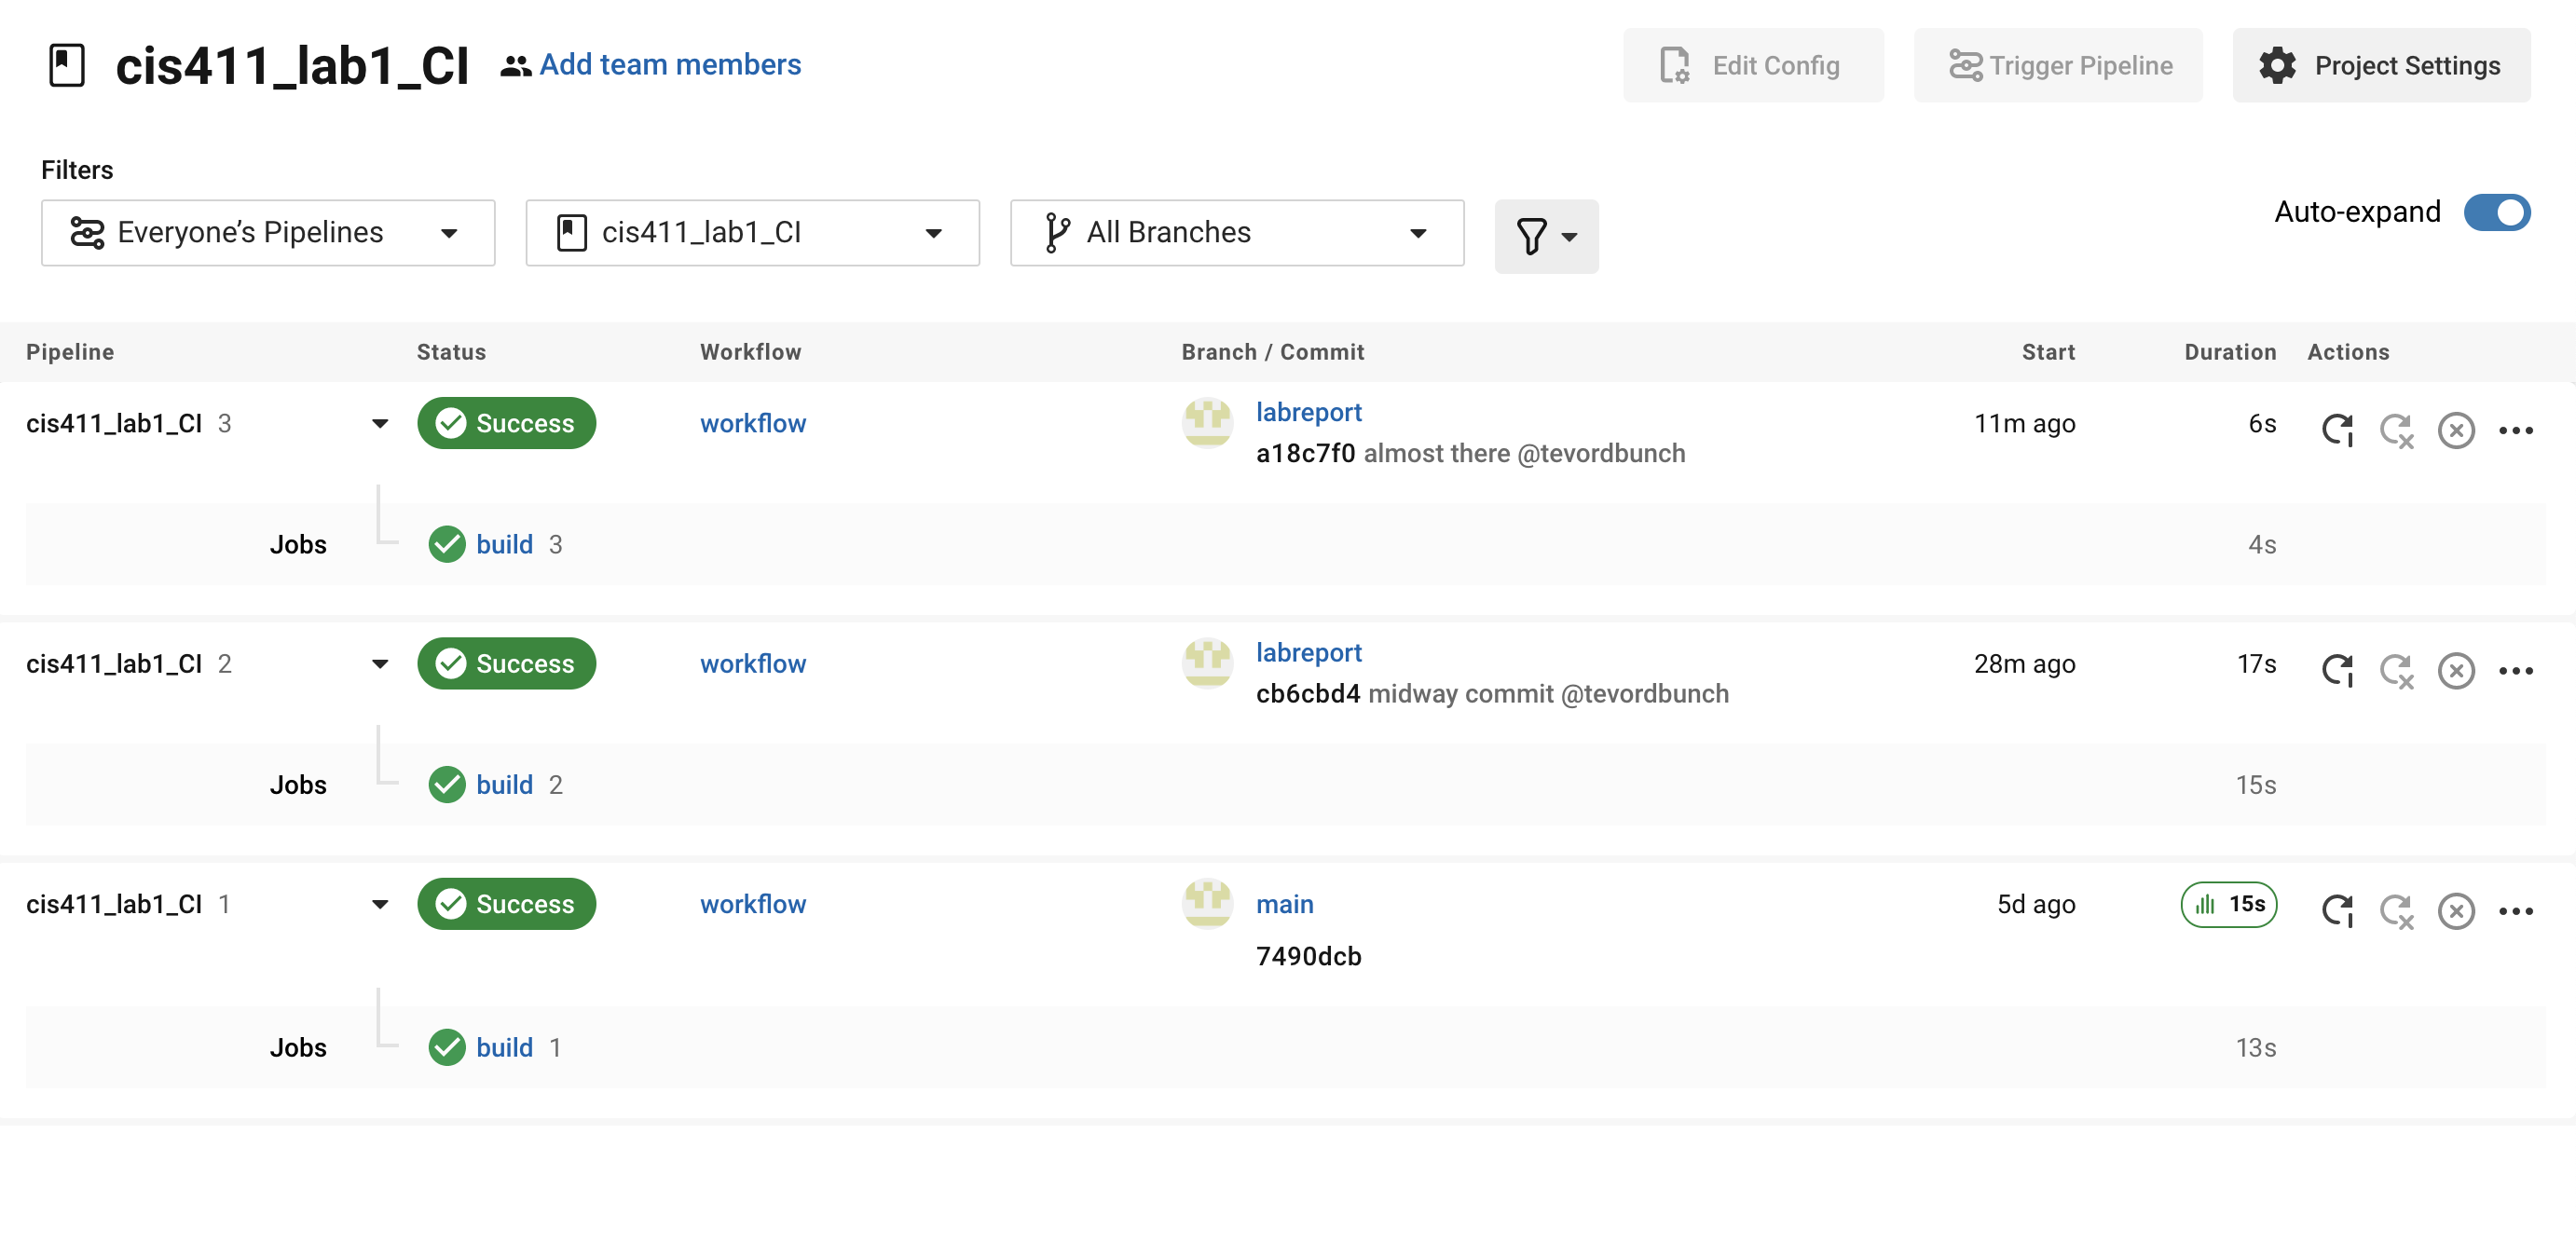 cis411_lab1_CI Add team members Edit Config Trigger Pipeline Project Settings
Filters
Everyone’s Pipelines cis411_lab1_CI All Branches Auto-expand
Pipeline Status Workflow Branch / Commit Start Duration Actions
cis411_lab1_CI 3 Success workflow labreport 11m ago 6s
a18c7f0 almost there @tevordbunch
Jobs build 3 4s
cis411_lab1_CI 2 Success workflow labreport 28m ago 17s
cb6cbd4 midway commit @tevordbunch
Jobs build 2 15s
cis411_lab1_CI 1 Success workflow main 5d ago 15s
7490dcb
Jobs build 1 13s